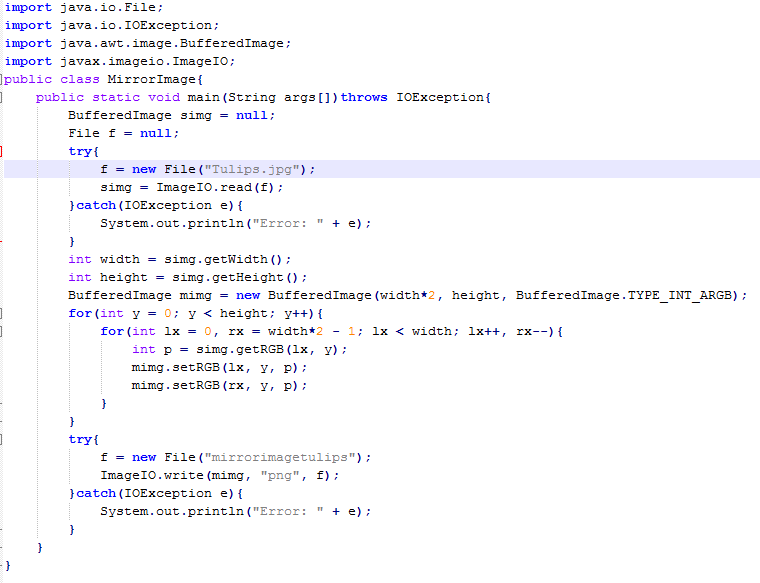 import java.io.File;
import java.io.IOException;
import java.awt.image.BufferedImage;
import javax.imageio.ImageIO;
public class MirrorImage{
    public static void main(String args[])throws IOException{
        BufferedImage simg = null;
        File f = null;
        try{
            f = new File("Tulips.jpg");
            simg = ImageIO.read(f);
        }catch(IOException e){
            System.out.println("Error: " + e);
        }
        int width = simg.getWidth();
        int height = simg.getHeight();
        BufferedImage mimg = new BufferedImage(width*2, height, BufferedImage.TYPE_INT_ARGB);
        for(int y = 0; y < height; y++){
            for(int lx = 0, rx = width*2 - 1; lx < width; lx++, rx--){
                int p = simg.getRGB(lx, y);
                mimg.setRGB(lx, y, p);
                mimg.setRGB(rx, y, p);
            }
        }
        try{
            f = new File("mirrorimagetulips");
            ImageIO.write(mimg, "png", f);
        }catch(IOException e){
            System.out.println("Error: " + e);
        }
    }
}